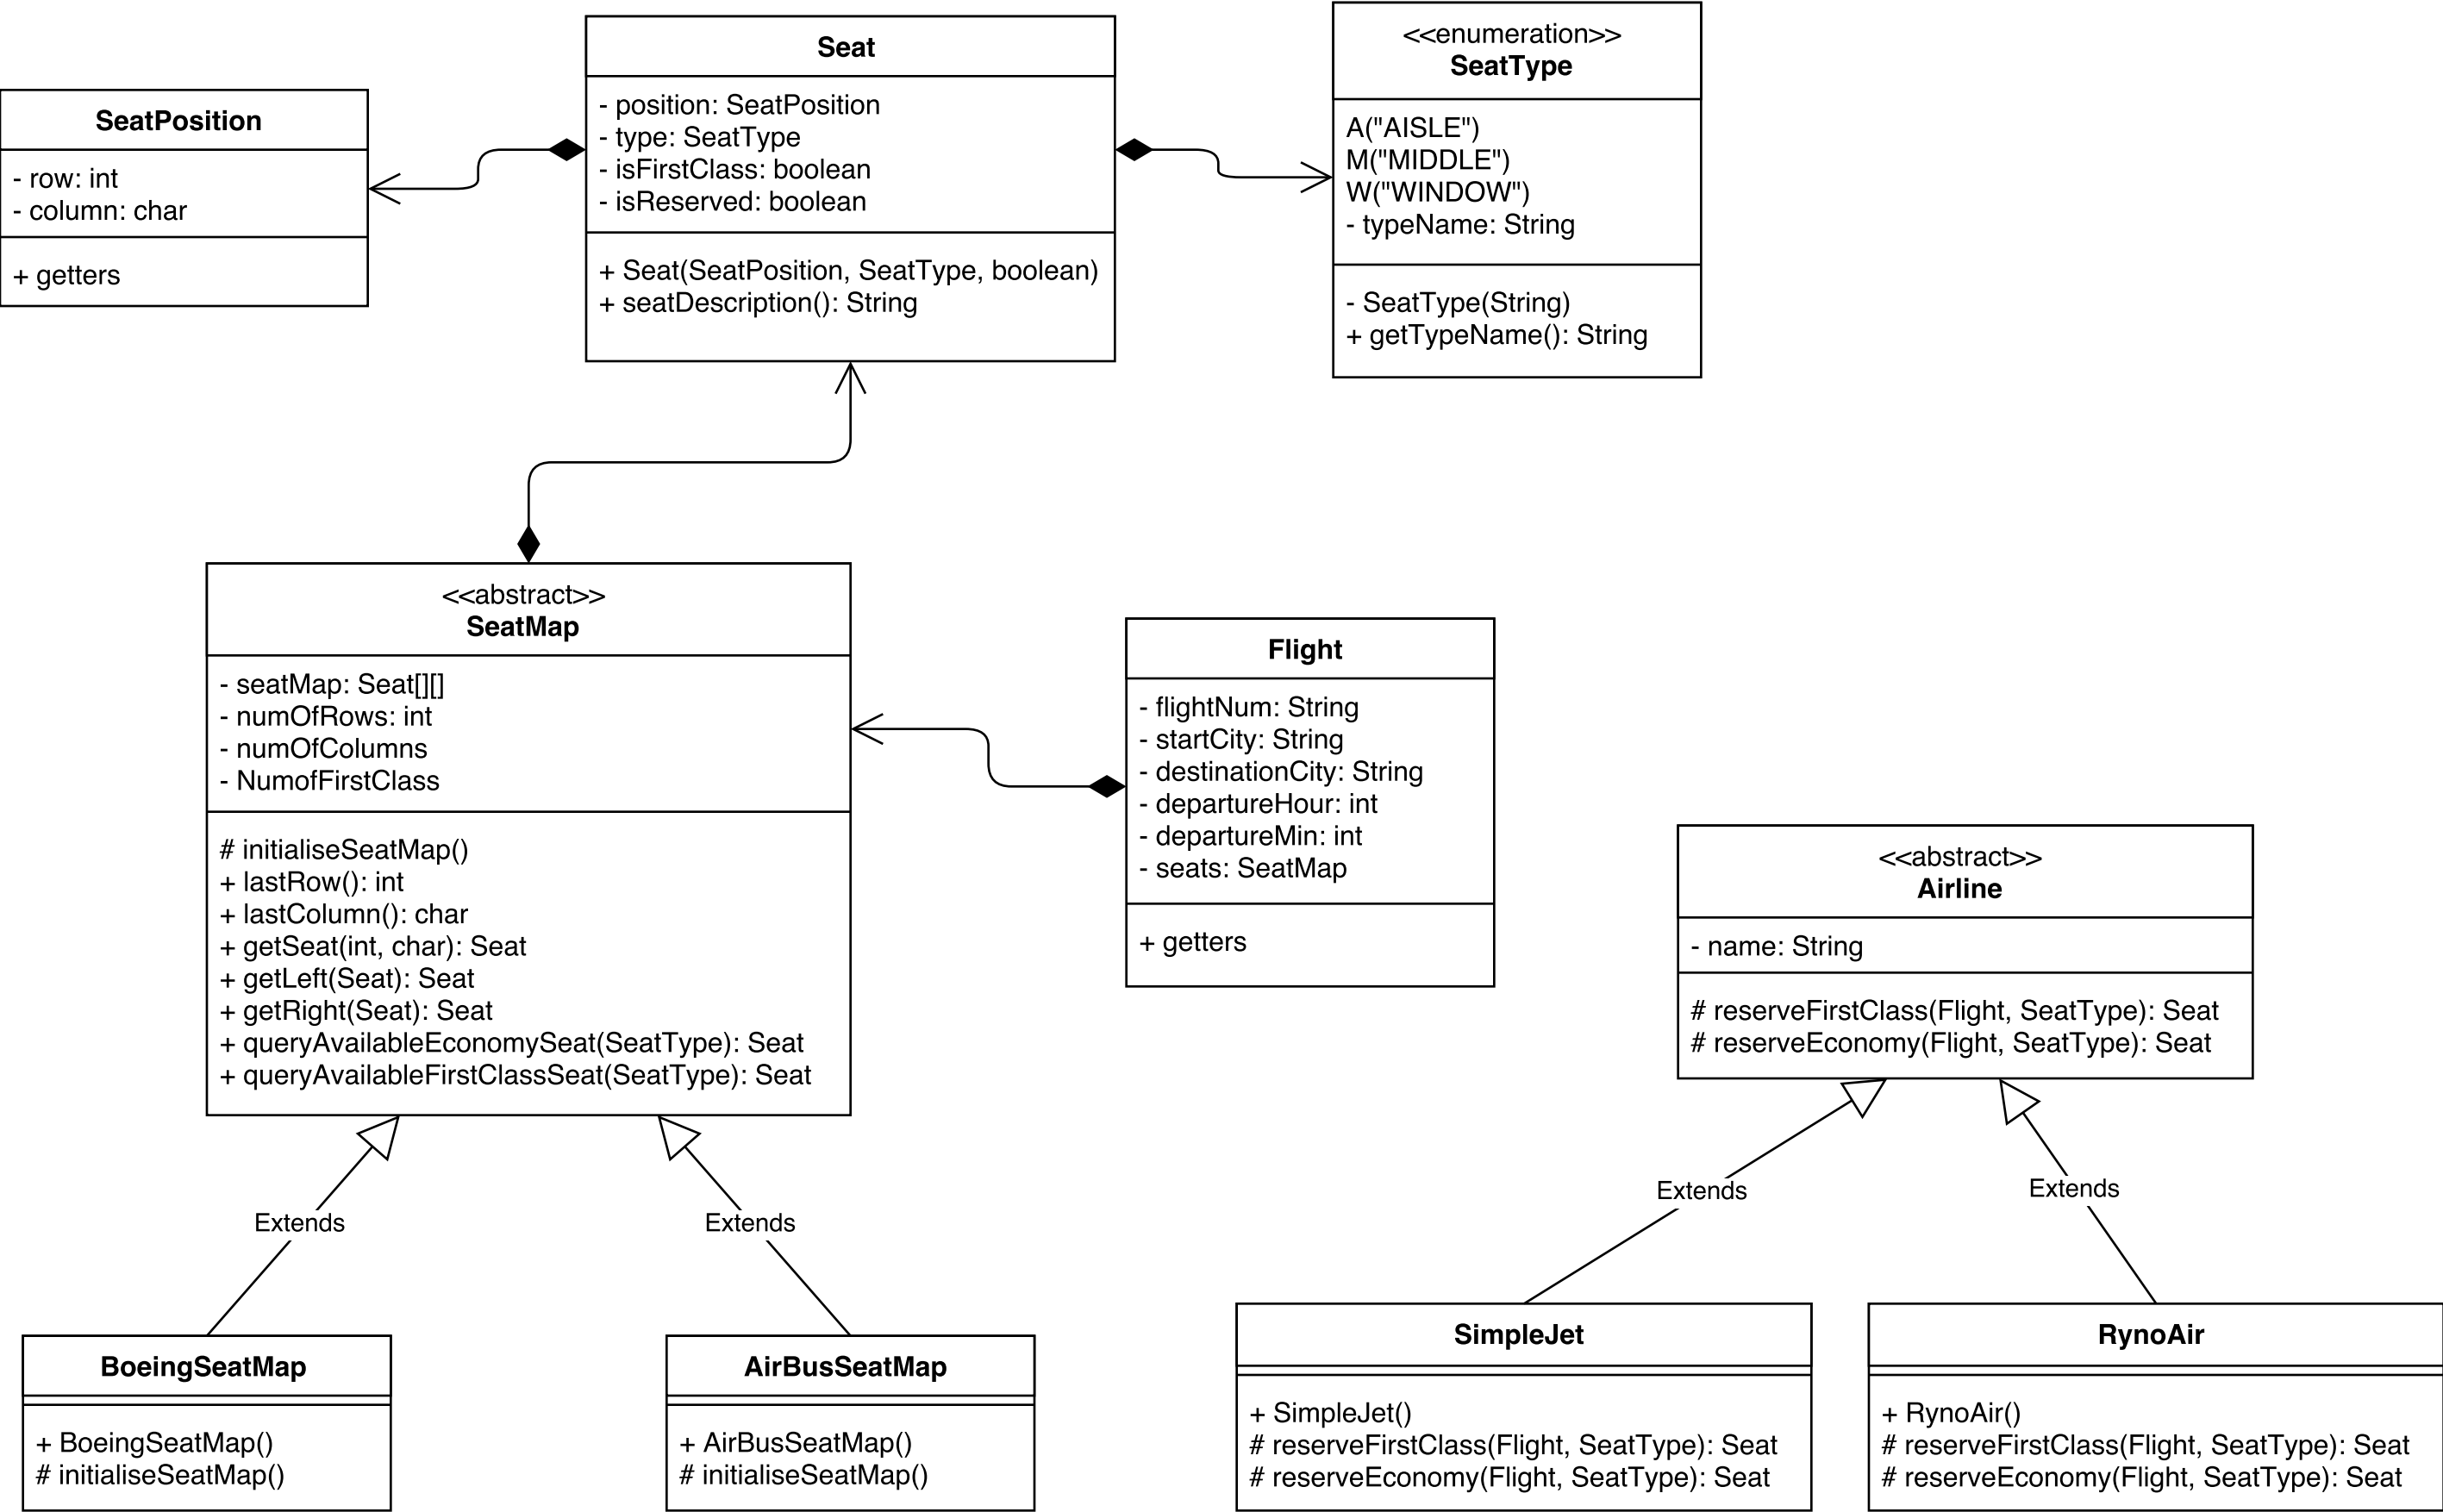 SeatPosition
- row: int
- column: char
+ getters
Seat
- position: SeatPosition
- type: SeatType
- isFirstClass: boolean
- isReserved: boolean
+ Seat(SeatPosition, SeatType, boolean)
+ seatDescription(): String
<<enumeration>>
SeatType
A("AISLE")
M("MIDDLE")
W("WINDOW")
- typeName: String
- SeatType(String)
+ getTypeName(): String
<<abstract>>
SeatMap
- seatMap: Seat[][]
- numOfRows: int
- numOfColumns
- NumofFirstClass
# initialiseSeatMap()
+ lastRow(): int
+ lastColumn(): char
+ getSeat(int, char): Seat
+ getLeft(Seat): Seat
+ getRight(Seat): Seat
+ queryAvailableEconomySeat(SeatType): Seat
+ queryAvailableFirstClassSeat(SeatType): Seat
Flight
- flightNum: String
- startCity: String
- destinationCity: String
- departureHour: int
- departureMin: int
- seats: SeatMap
+ getters
<<abstract>>
Airline
- name: String
# reserveFirstClass(Flight, SeatType): Seat
# reserveEconomy(Flight, SeatType): Seat
Extends
Extends
Extends
Extends
BoeingSeatMap
+ BoeingSeatMap()
# initialiseSeatMap()
AirBusSeatMap
+ AirBusSeatMap()
# initialiseSeatMap()
SimpleJet
+ SimpleJet()
# reserveFirstClass(Flight, SeatType): Seat
# reserveEconomy(Flight, SeatType): Seat
RynoAir
+ RynoAir()
# reserveFirstClass(Flight, SeatType): Seat
# reserveEconomy(Flight, SeatType): Seat